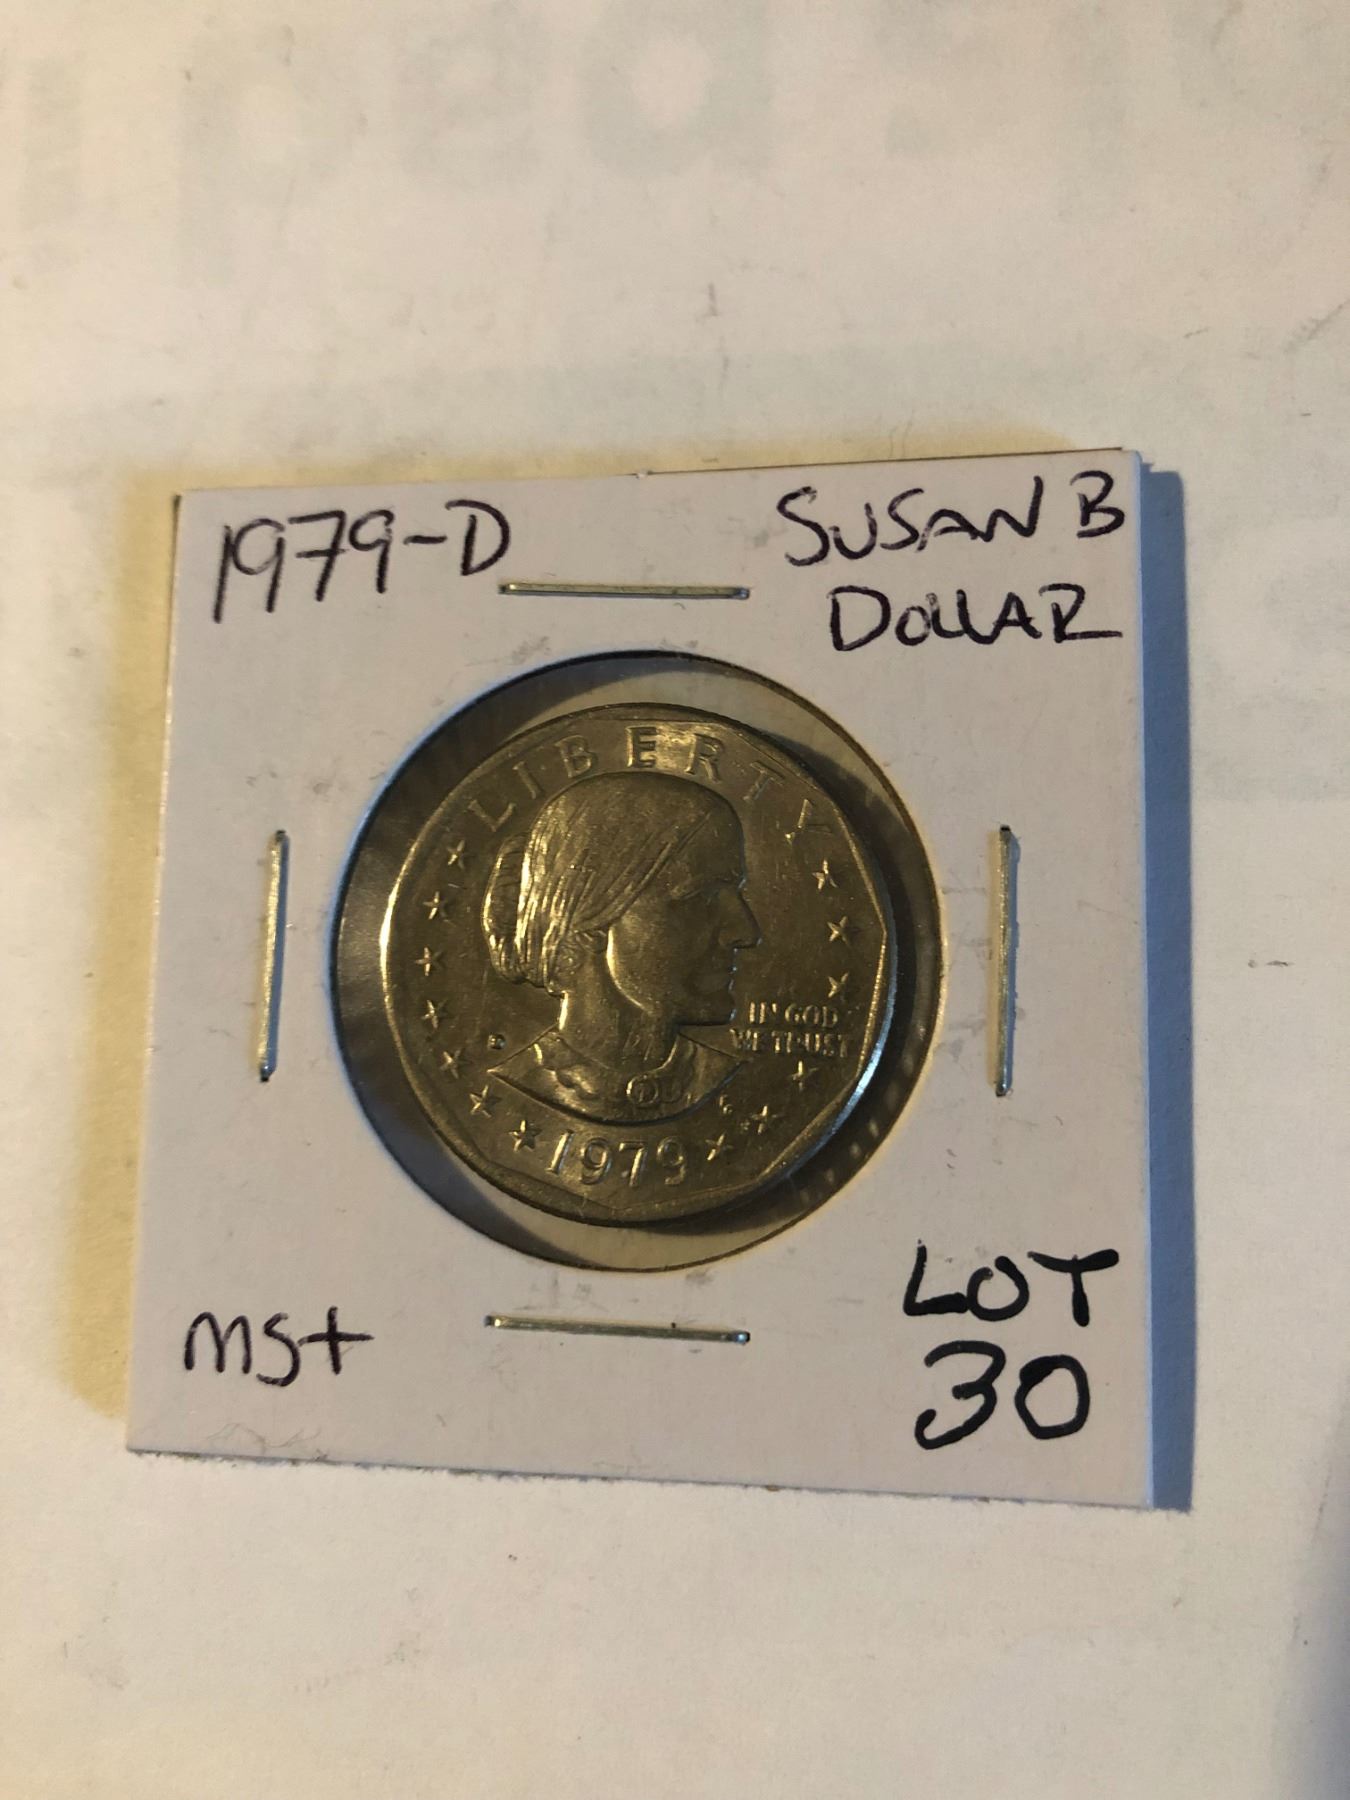 1979-D
SUSAN B
DOLLAR
LIBERTY
IN GOD
WE TRUST
D
1979
MS+
LOT
30